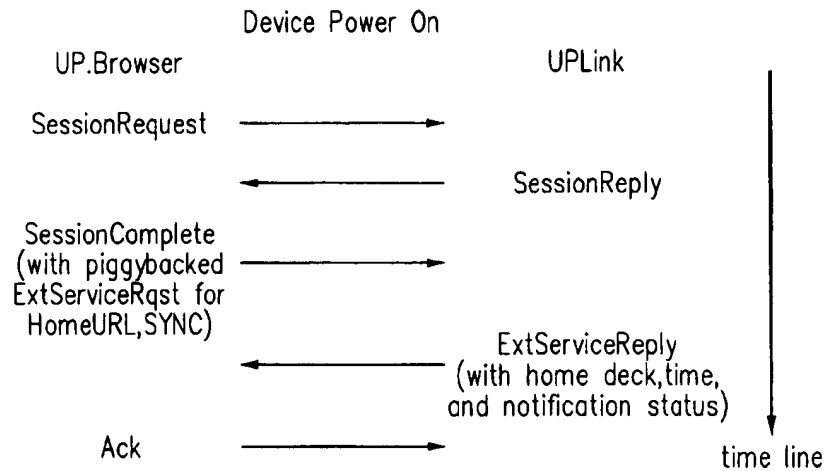 Device Power On
UP.Browser
UPLink
SessionRequest
SessionReply
SessionComplete
(with piggybacked
ExtServiceRqst for
HomeURL,SYNC)
ExtServiceReply
(with home deck,time,
and notification status)
Ack
time line